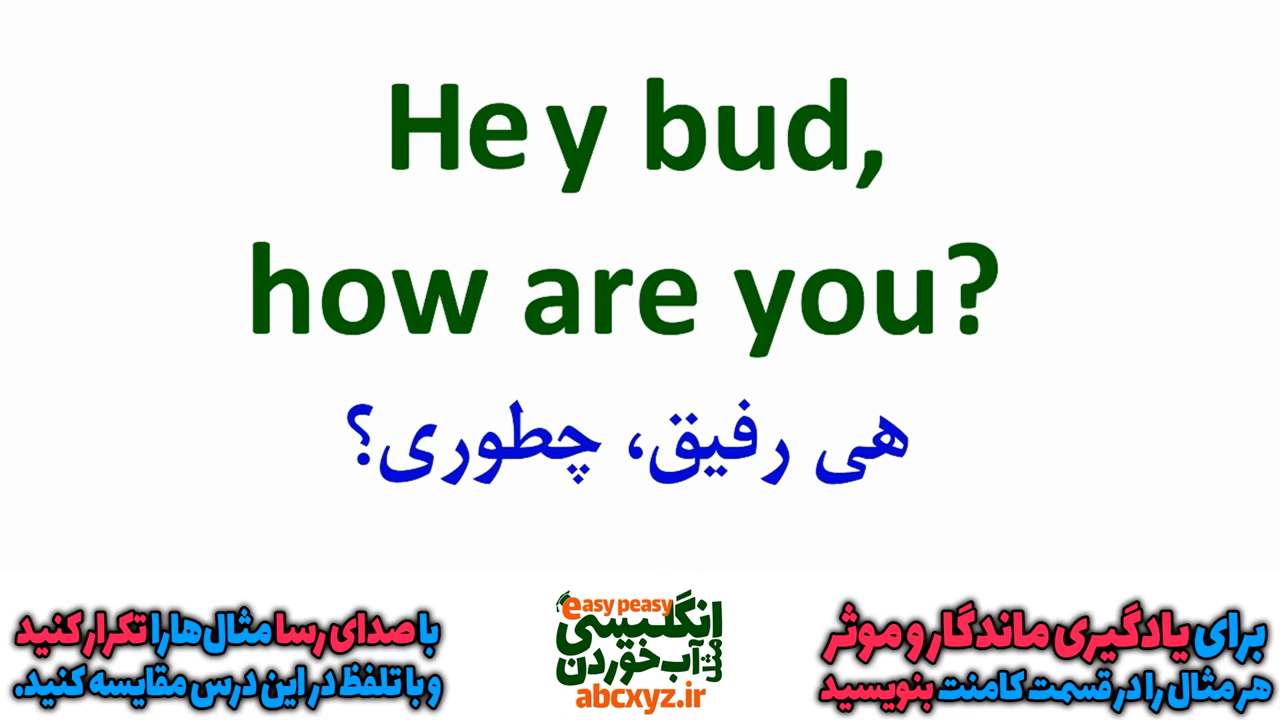 Hey bud,
how are you?
هی رفیق، چطوری؟
برای یادگیری ماندگار و موثر
هر مثال را در قسمت کامنت بنویسید
easy peasy
انگلیسی
مثل آب خوردن
abcxyz.ir
با صدای رسا مثال‌ها را تکرار کنید
و با تلفظ در این درس مقایسه کنید.